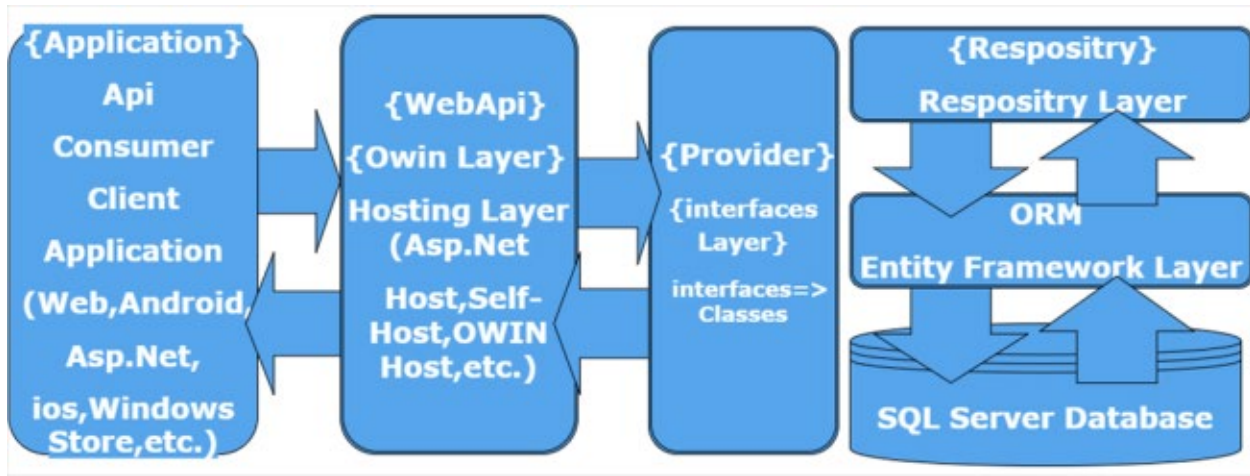 {Application}
Api
Consumer
Client
Application
(Web,Android,
Asp.Net,
ios,Windows
Store,etc.)
{WebApi}
{Owin Layer}
Hosting Layer
(Asp.Net
Host,Self-
Host,OWIN
Host,etc.)
{Provider}
{interfaces
Layer}
interfaces=>
Classes
{Respositry}
Respositry Layer
ORM
Entity Framework Layer
SQL Server Database